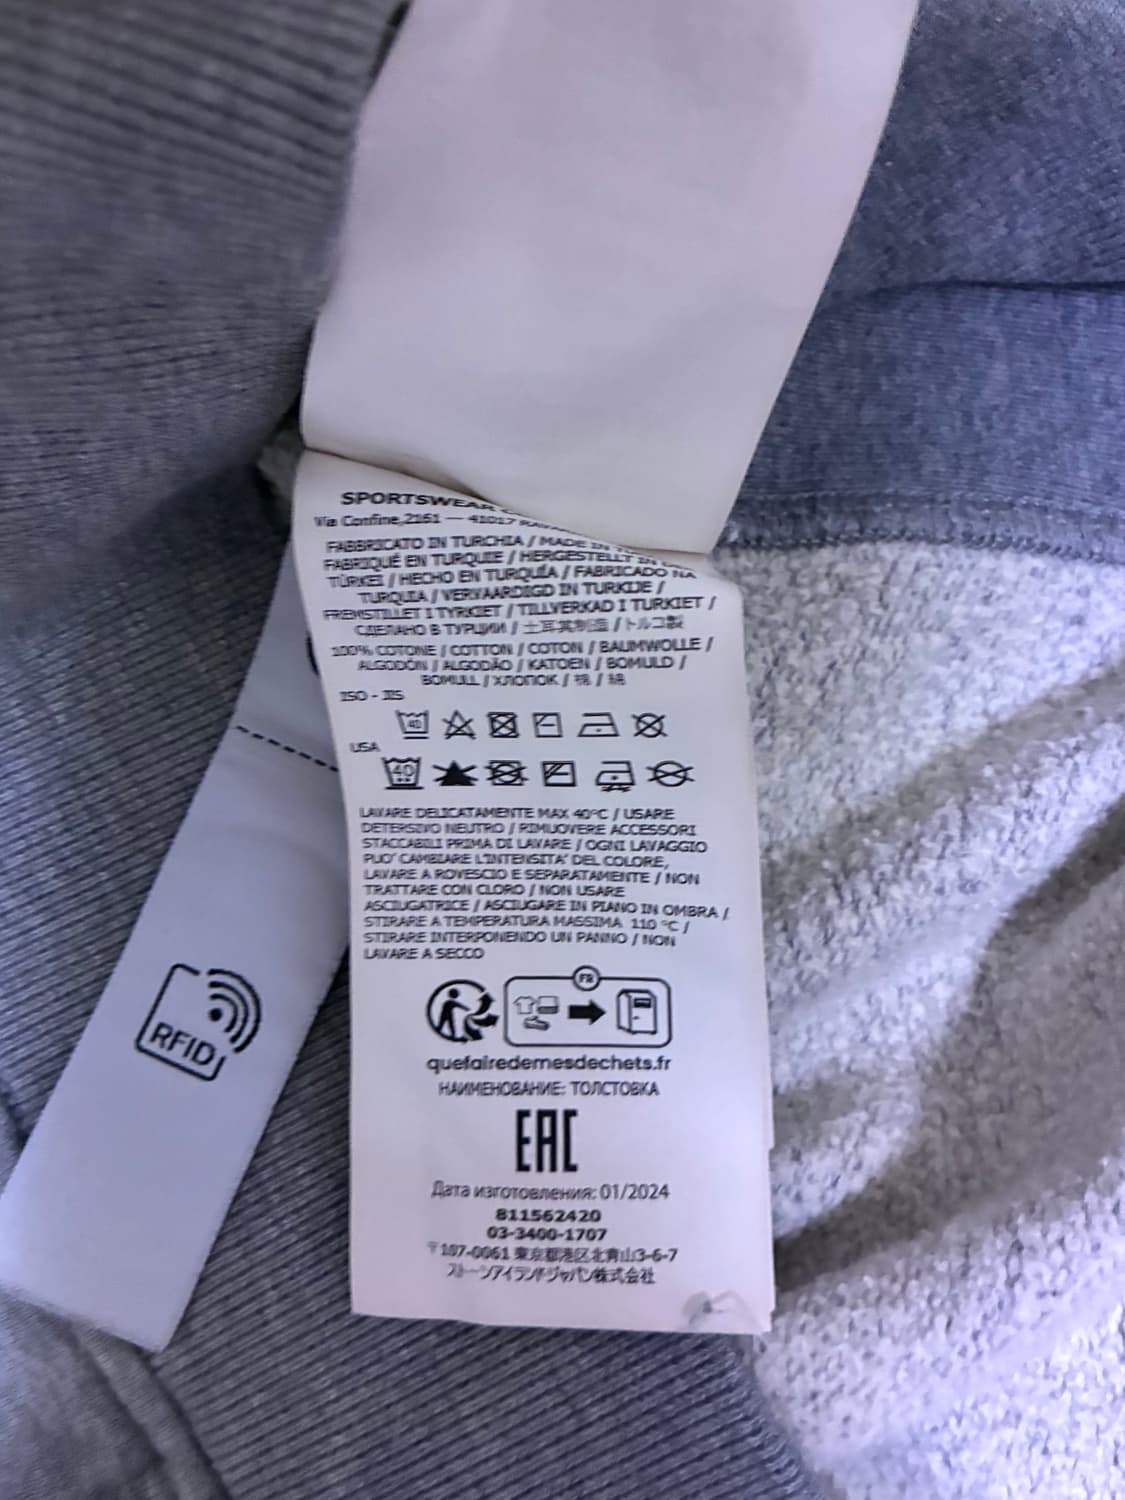 SPORTSWEAR
Via Confine,2161 — 41017
FABBRICATO IN TURCHIA / MADE IN
FABRIQUÉ EN TURQUIE / HERGESTELLT IN DER
TÜRKEI / HECHO EN TURQUÍA / FABRICADO NA
TURQUIA / VERVAARDIGD IN TURKIJE /
FREMSTILLET I TYRKIET / TILLVERKAD I TURKIET /
СДЕЛАНО В ТУРЦИИ / 土耳其制造 / トルコ製
100% COTONE / COTTON / COTON / BAUMWOLLE /
ALGODÓN / ALGODÃO / KATOEN / BOMULD /
BOMULL / ХЛОПОК / 棉 / 綿
ISO - JIS
40
USA
40
LAVARE DELICATAMENTE MAX 40°C / USARE
DETERSIVO NEUTRO / RIMUOVERE ACCESSORI
STACCABILI PRIMA DI LAVARE / OGNI LAVAGGIO
PUO' CAMBIARE L'INTENSITA' DEL COLORE,
LAVARE A ROVESCIO E SEPARATAMENTE / NON
TRATTARE CON CLORO / NON USARE
ASCIUGATRICE / ASCIUGARE IN PIANO IN OMBRA /
STIRARE A TEMPERATURA MASSIMA 110 °C /
STIRARE INTERPONENDO UN PANNO / NON
LAVARE A SECCO
FR
quefairedemesdechets.fr
НАИМЕНОВАНИЕ: ТОЛСТОВКА
EAC
Дата изготовления: 01/2024
811562420
03-3400-1707
〒107-0061 東京都港区北青山3-6-7
ストーンアイランドジャパン株式会社
RFID